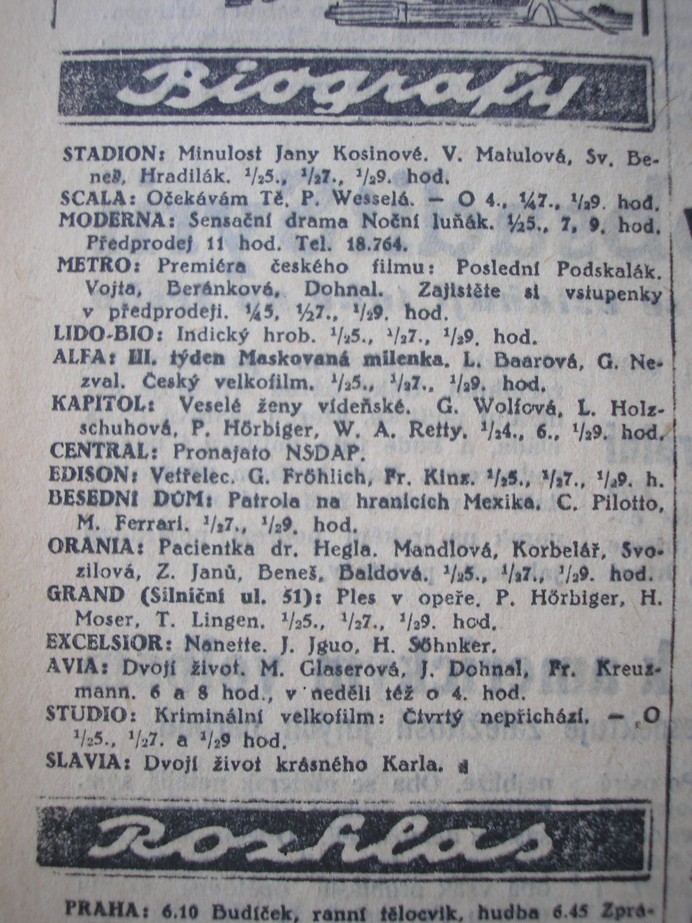 Biografy
STADION: Minulost Jany Kosinové. V. Matulová, Sv. Be-
neš, Hradilák. ½5., ½7., ½9. hod.
SCALA: Očekávám Tě, P. Wesselá. — O 4., ¼7., ½9. hod.
MODERNA: Sensační drama Noční luňák. ½5., 7, 9. hod.
Předprodej 11 hod. Tel. 18.764.
METRO: Premiéra českého filmu: Poslední Podskalák.
Vojta, Beránková, Dohnal. Zajistěte si vstupenky
v předprodeji. ¼5, ½7., ½9. hod.
LIDO-BIO: Indický hrob. ½5., ½7., ½9. hod.
ALFA: III. týden Maskovaná milenka. L. Baarová, G. Ne-
zval. Český velkofilm. ½5., ½7., ½9. hod.
KAPITOL: Veselé ženy vídeňské. G. Wolfová, L. Holz-
schuhová, P. Hörbiger, W. A. Retty. ½4., 6., ½9. hod.
CENTRAL: Pronajato NSDAP.
EDISON: Vetřelec. G. Fröhlich, Fr. Kinz. ½5., ½7., ½9. h.
BESEDNÍ DŮM: Patrola na hranicích Mexika. C. Pilotto,
M. Ferrari. ½7., ½9. hod.
ORANIA: Pacientka dr. Hegla. Mandlová, Korbelář, Svo-
zilová, Z. Janů, Beneš, Baldová. ½5., ½7., ½9. hod.
GRAND (Silniční ul. 51): Ples v opeře. P. Hörbiger, H.
Moser, T. Lingen. ½5., ½7., ½9. hod.
EXCELSIOR: Nanette. J. Jguo, H. Söhnker.
AVIA: Dvojí život. M. Glaserová, J. Dohnal, Fr. Kreuz-
mann. 6 a 8 hod., v neděli též o 4. hod.
STUDIO: Kriminální velkofilm: Čtvrtý nepřichází. — O
½5., ½7. a ½9 hod.
SLAVIA: Dvojí život krásného Karla.
Rozhlas
PRAHA: 6.10 Budíček, ranní tělocvik, hudba 6.45 Zprá-